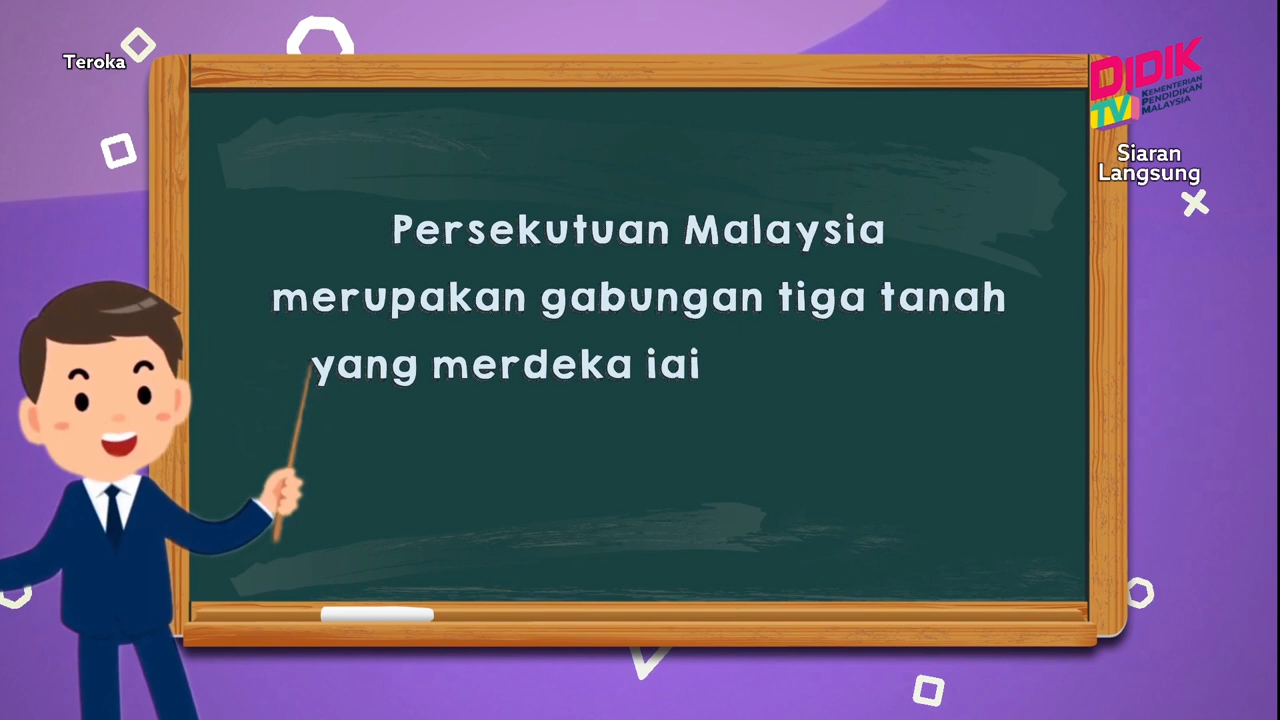 Teroka
DIDIK
TV
KEMENTERIAN
PENDIDIKAN
MALAYSIA
Siaran
Langsung
Persekutuan Malaysia
merupakan gabungan tiga tanah
yang merdeka iai